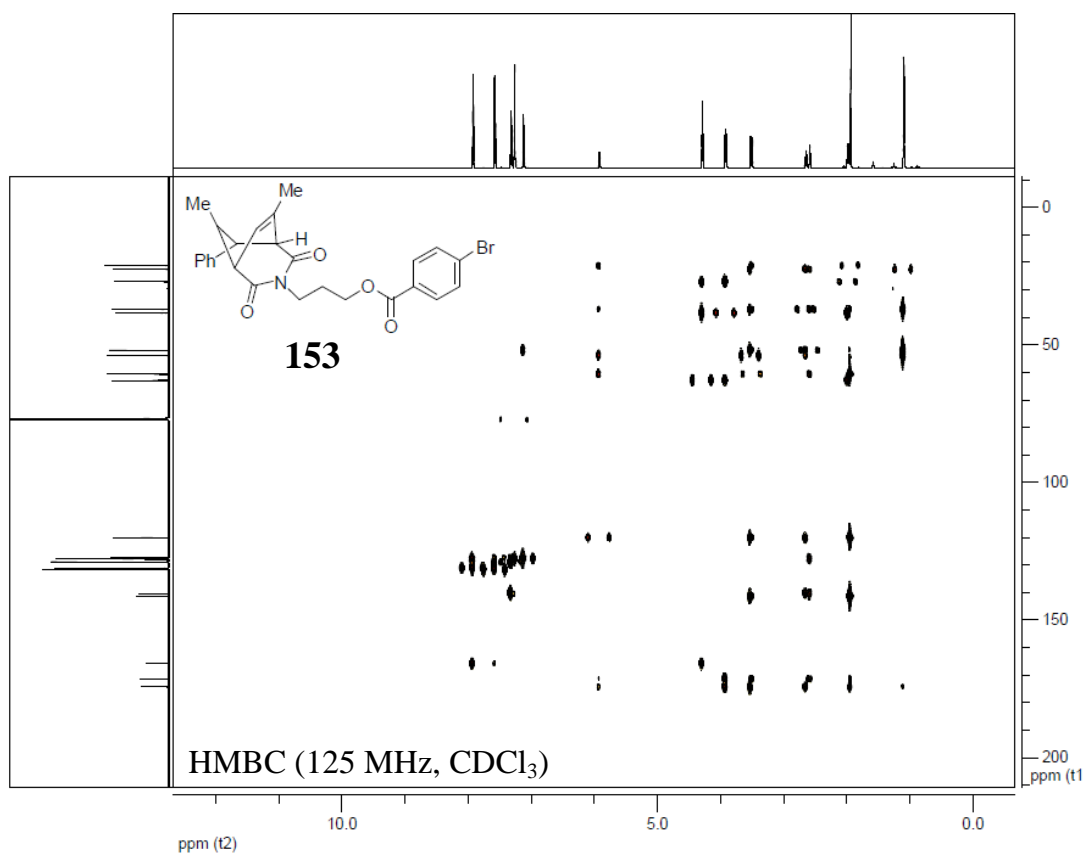 Me
Me
H
Ph
O
Br
N
O
O
O
153
HMBC (125 MHz, CDCl3)
0
50
100
150
200
ppm (t1
10.0
5.0
0.0
ppm (t2)